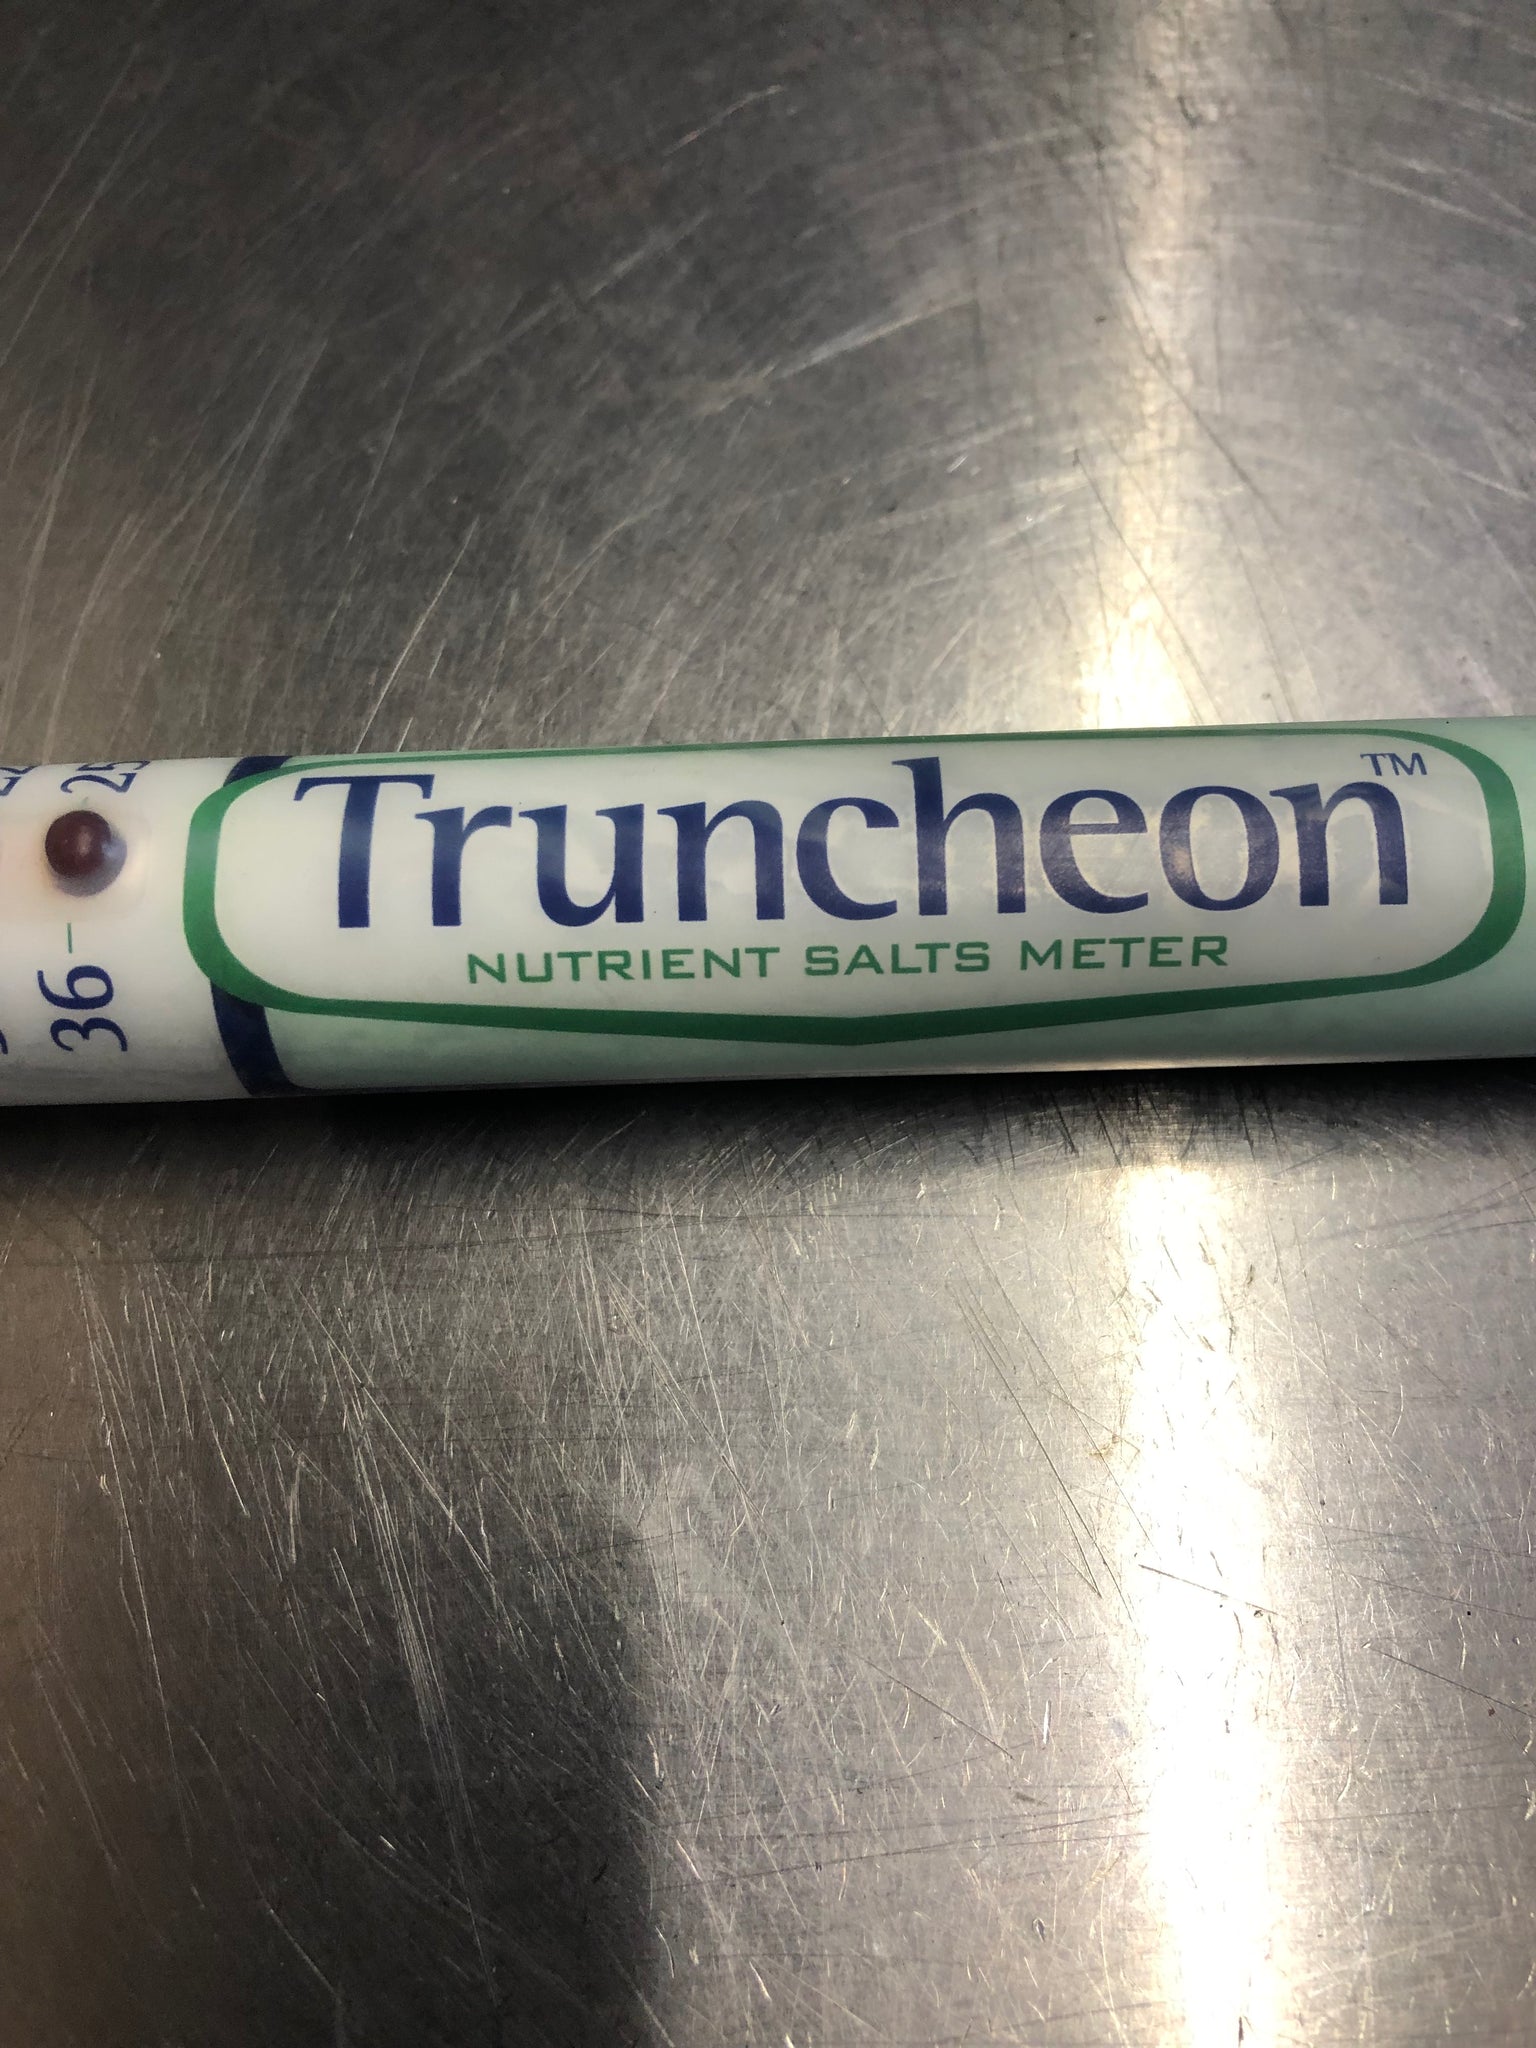 Truncheon™
NUTRIENT SALTS METER
36